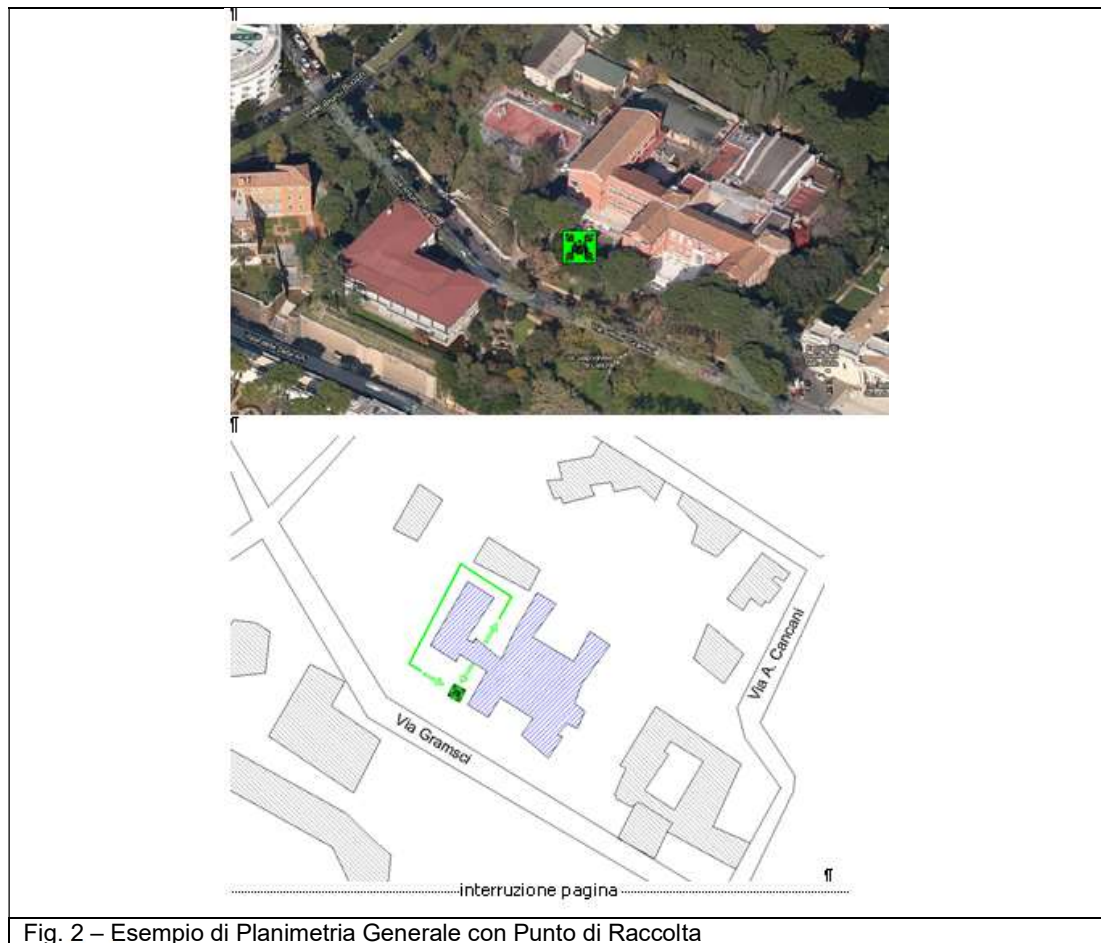 ¶
¶
Via A. Cancani
Via Gramsci
¶
interruzione pagina
Fig. 2 – Esempio di Planimetria Generale con Punto di Raccolta